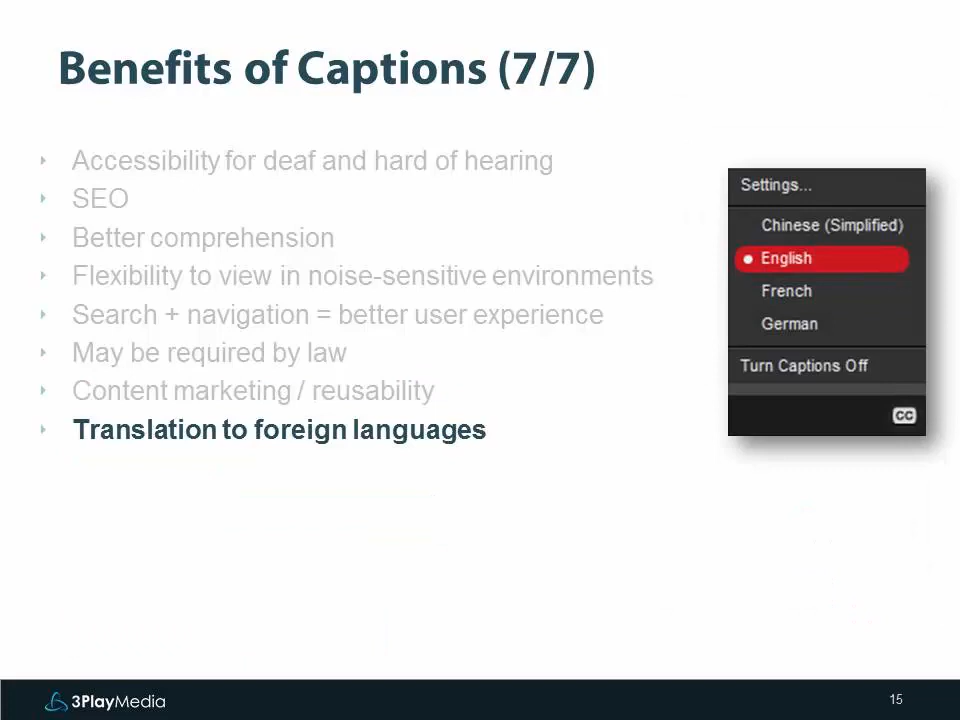 Benefits of Captions (7/7)
Accessibility for deaf and hard of hearing
SEO
Better comprehension
Flexibility to view in noise-sensitive environments
Search + navigation = better user experience
May be required by law
Content marketing / reusability
Translation to foreign languages
Settings...
Chinese (Simplified)
English
French
German
Turn Captions Off
CC
3PlayMedia
15